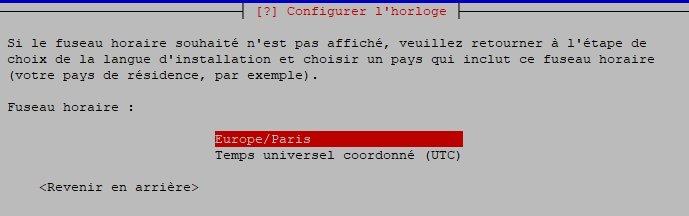 [?] Configurer l'horloge
Si le fuseau horaire souhaité n'est pas affiché, veuillez retourner à l'étape de
choix de la langue d'installation et choisir un pays qui inclut ce fuseau horaire
(votre pays de résidence, par exemple).
Fuseau horaire :
Europe/Paris
Temps universel coordonné (UTC)
<Revenir en arrière>